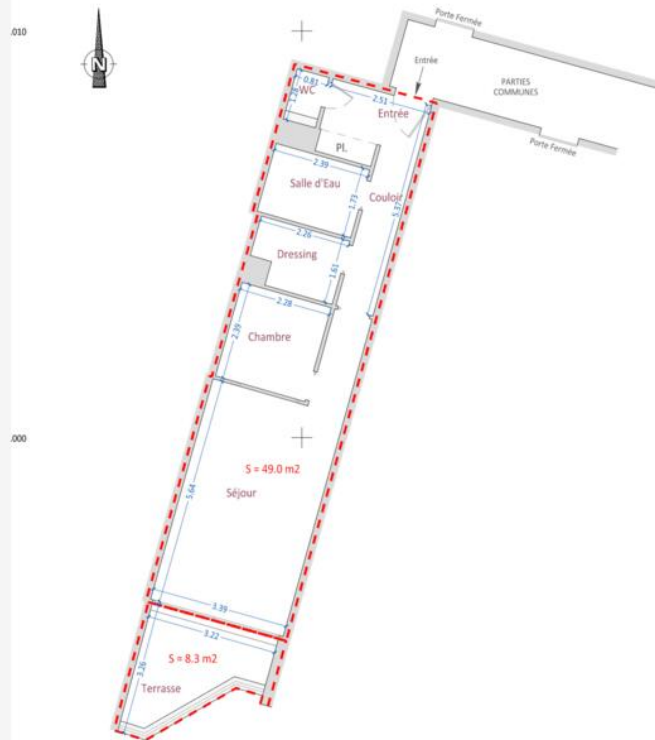 .010
N
Porte Fermée
Entrée
PARTIES
COMMUNES
Porte Fermée
0.81
WC
2.51
Entrée
Pl.
2.39
Salle d'Eau
Couloir
5.37
1.73
2.26
Dressing
1.61
2.28
Chambre
2.39
.000
S = 49.0 m2
Séjour
5.64
3.39
3.22
S = 8.3 m2
3.26
Terrasse